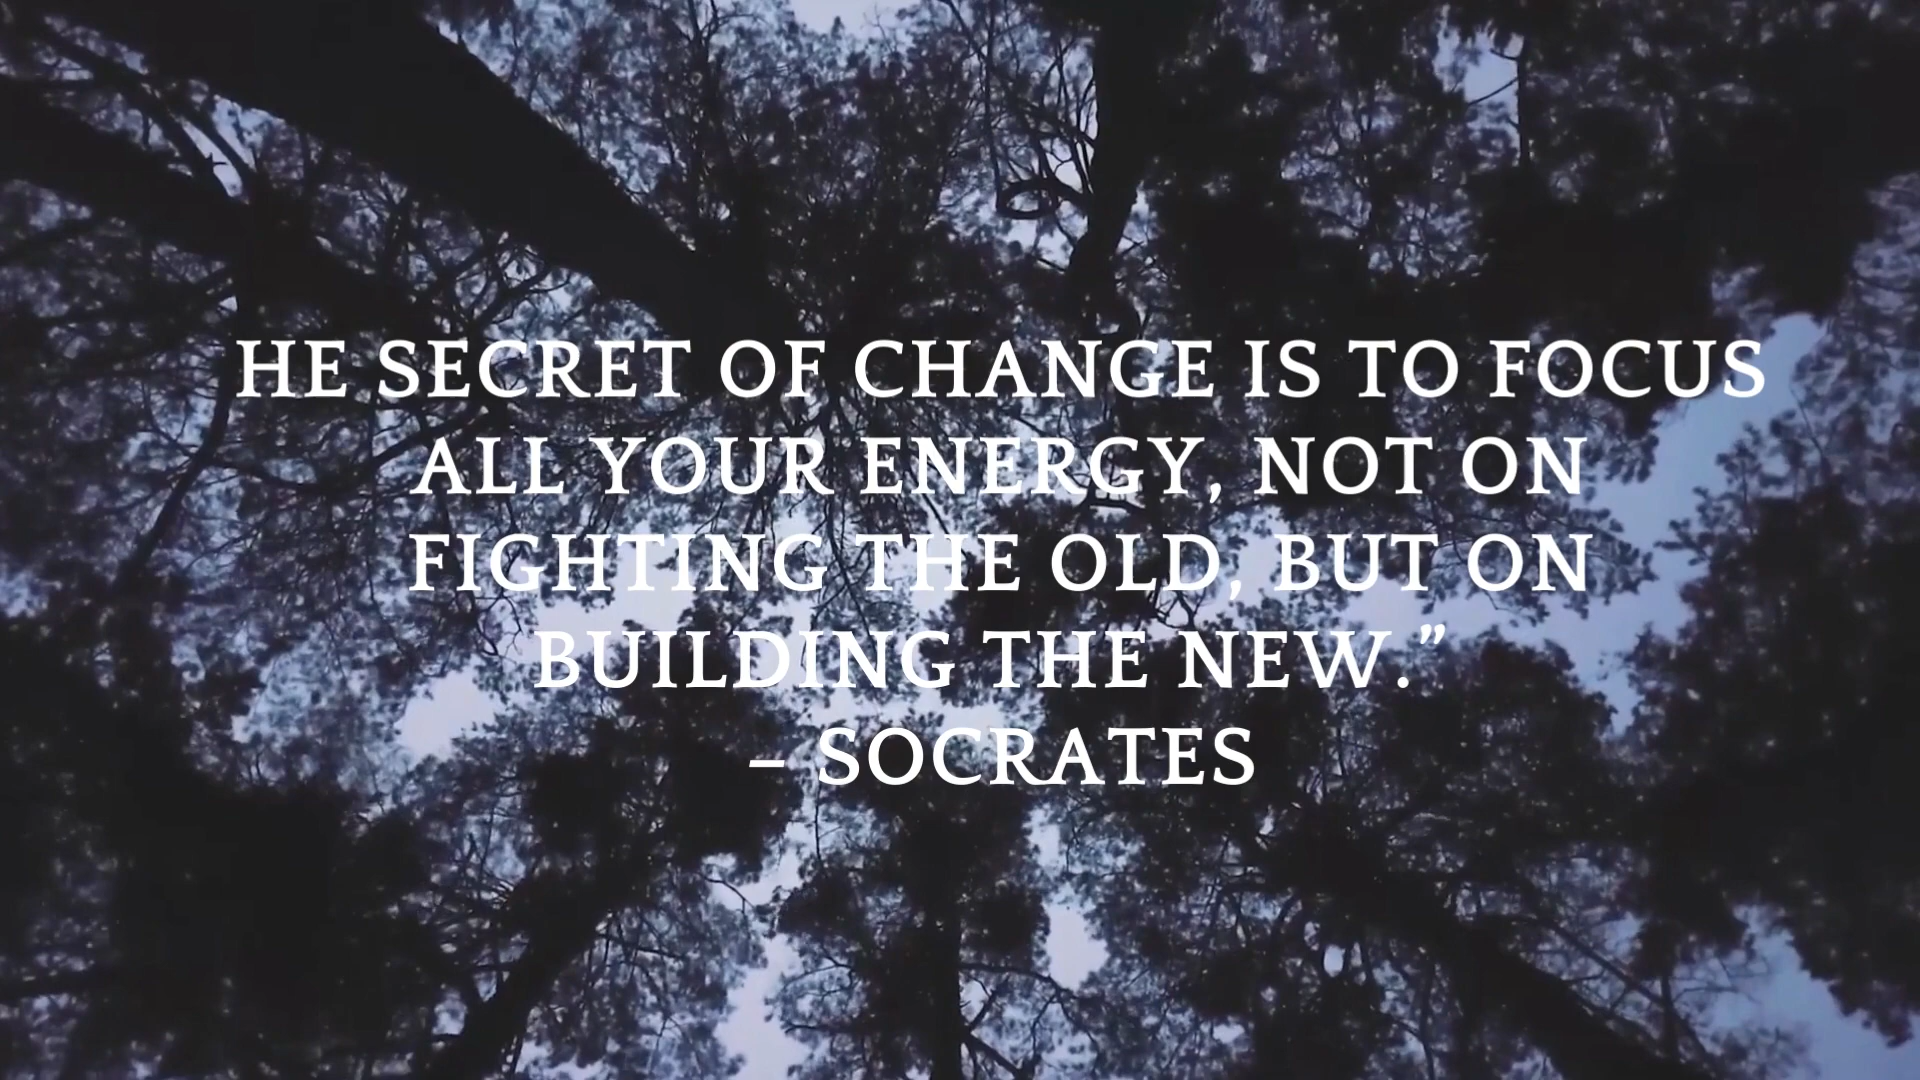 HE SECRET OF CHANGE IS TO FOCUS
ALL YOUR ENERGY, NOT ON
FIGHTING THE OLD, BUT ON
BUILDING THE NEW.”
– SOCRATES